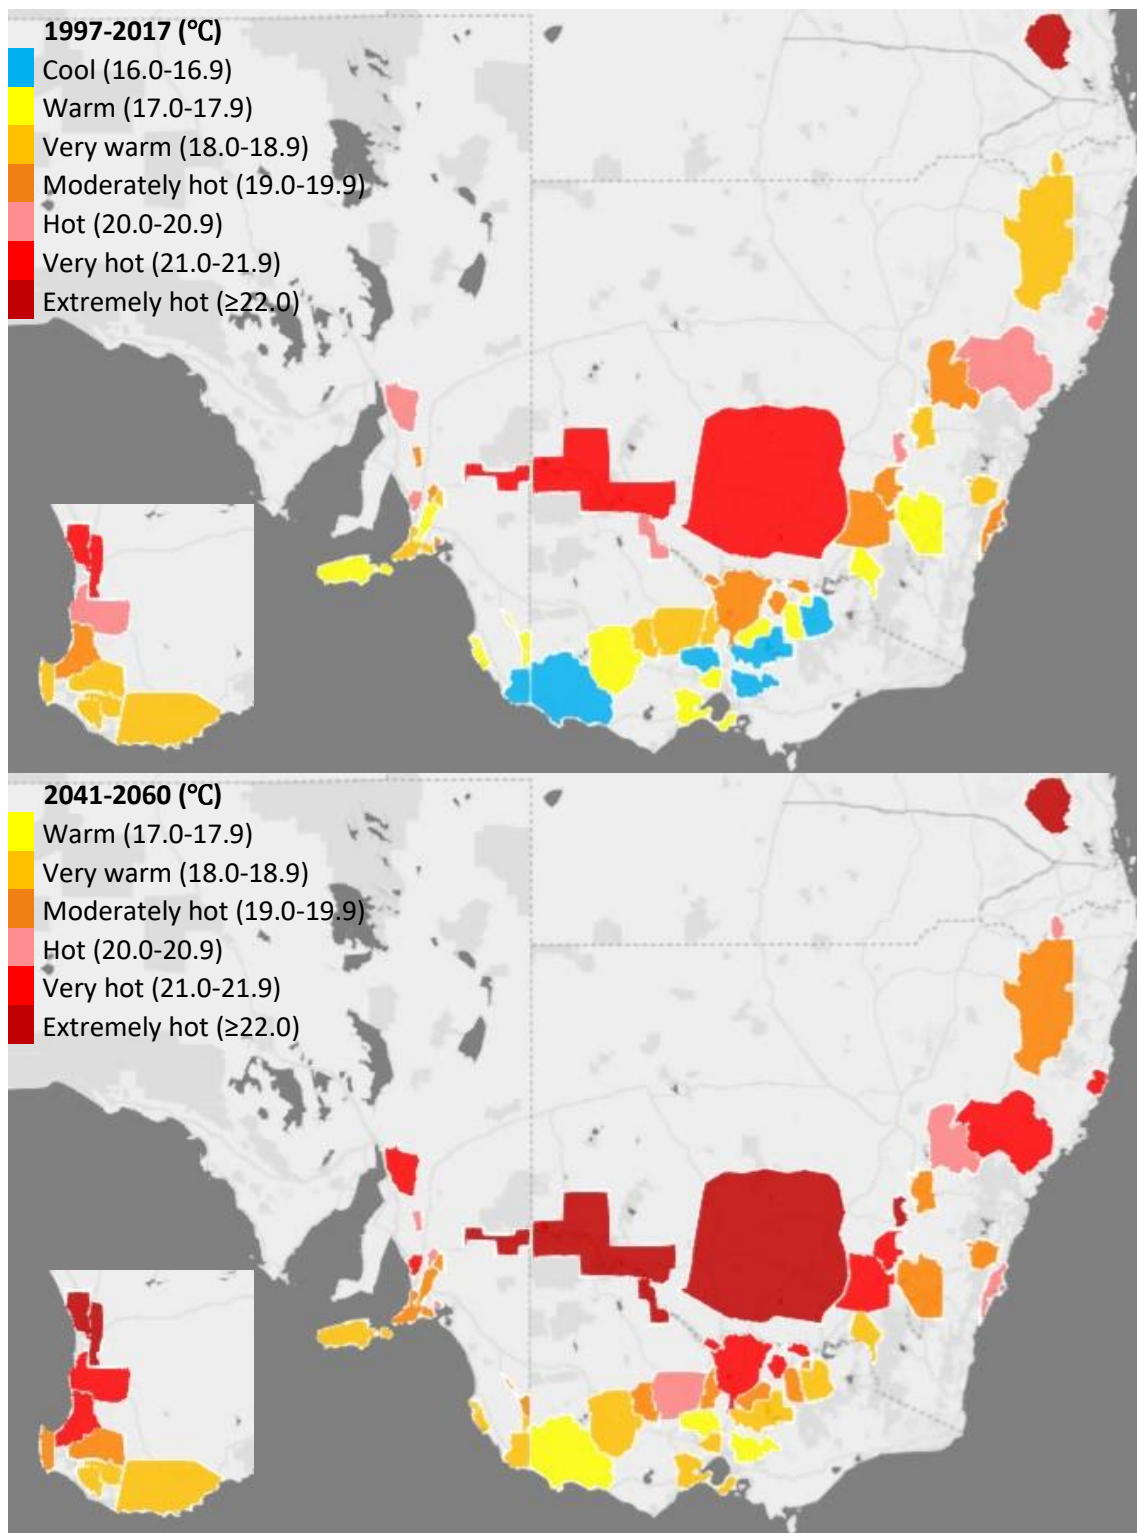 1997-2017 (℃)
Cool (16.0-16.9)
Warm (17.0-17.9)
Very warm (18.0-18.9)
Moderately hot (19.0-19.9)
Hot (20.0-20.9)
Very hot (21.0-21.9)
Extremely hot (≥22.0)
2041-2060 (℃)
Warm (17.0-17.9)
Very warm (18.0-18.9)
Moderately hot (19.0-19.9)
Hot (20.0-20.9)
Very hot (21.0-21.9)
Extremely hot (≥22.0)